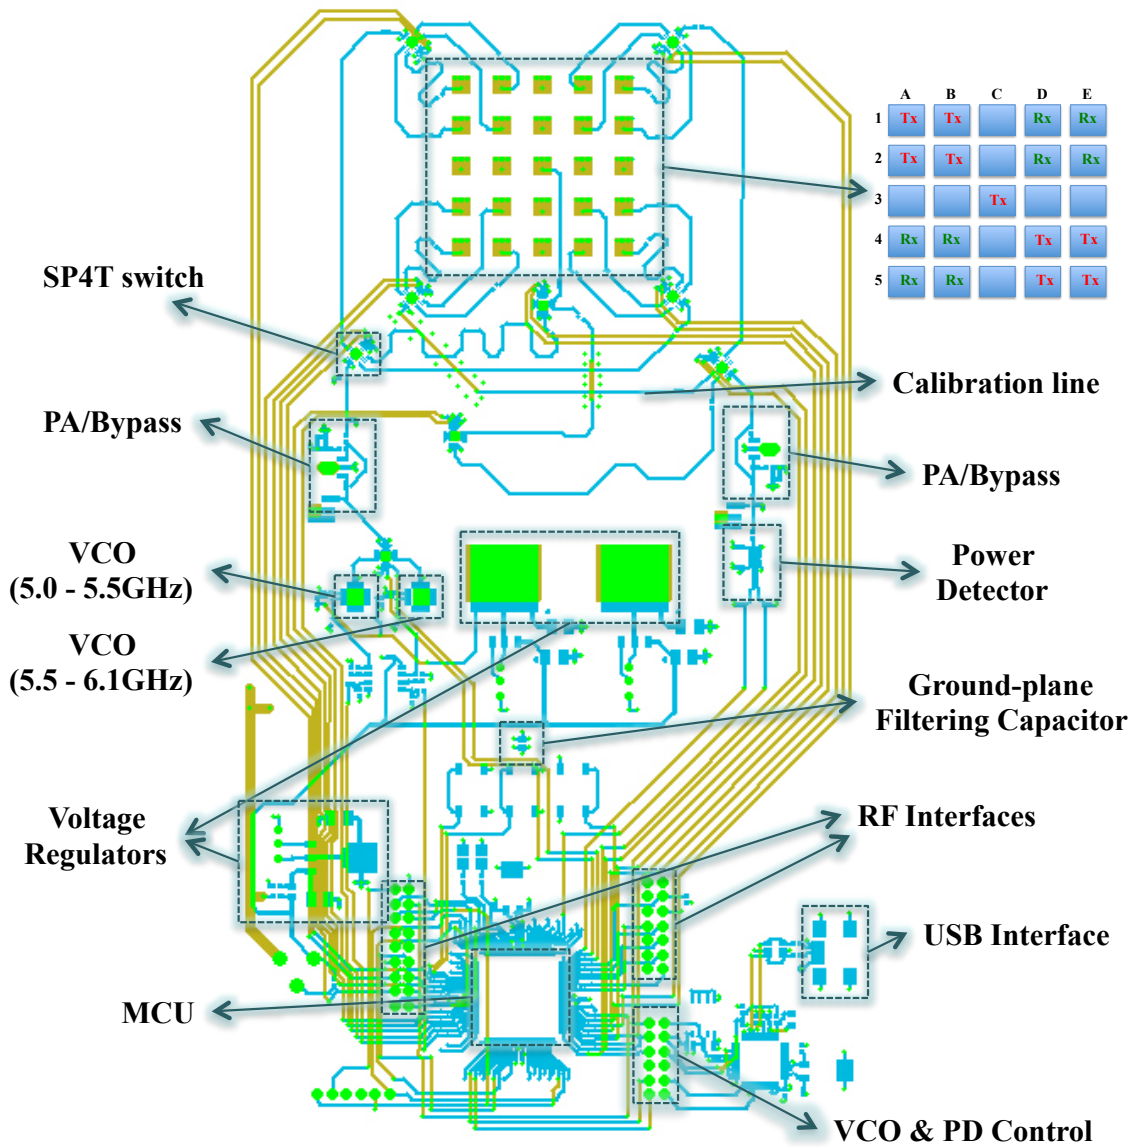 A B C D E
1 Tx Tx Rx Rx
2 Tx Tx Rx Rx
3 Tx
4 Rx Rx Tx Tx
5 Rx Rx Tx Tx
SP4T switch
Calibration line
PA/Bypass
PA/Bypass
VCO
(5.0 - 5.5GHz)
Power
Detector
VCO
(5.5 - 6.1GHz)
Ground-plane
Filtering Capacitor
Voltage
Regulators
RF Interfaces
USB Interface
MCU
VCO & PD Control